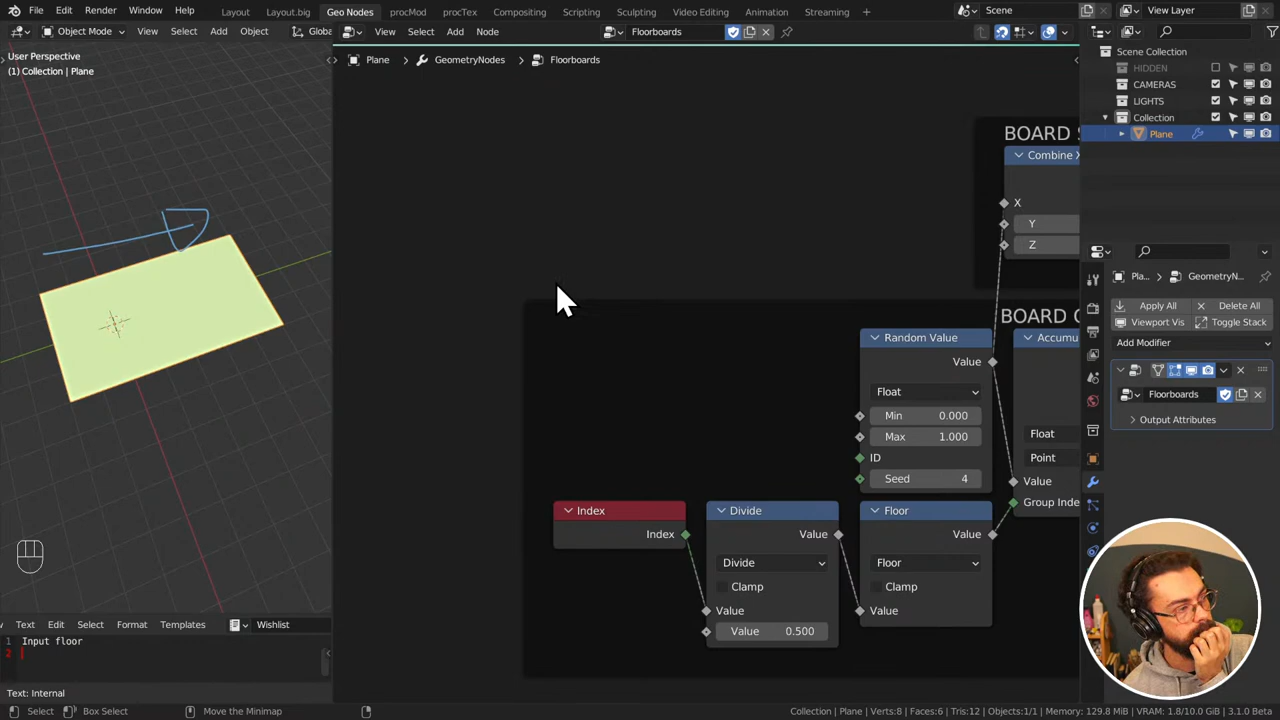 File Edit Render Window Help Layout Layout.big Geo Nodes procMod procTex Compositing Scripting Sculpting Video Editing Animation Streaming + Scene View Layer
Object Mode View Select Add Object Globa View Select Add Node Floorboards
User Perspective
(1) Collection | Plane
Plane > GeometryNodes > Floorboards
Scene Collection
HIDDEN
CAMERAS
LIGHTS
Collection
Plane
BOARD S
Combine X
X
Y
Z
Pla... > GeometryN...
Apply All Delete All
Viewport Vis Toggle Stack
Add Modifier
Floorboards
Output Attributes
BOARD O
Random Value
Value
Float
Min 0.000
Max 1.000
ID
Seed 4
Accumu
Float
Point
Value
Group Inde
Index
Index
Divide
Value
Divide
Clamp
Value
Value 0.500
Floor
Value
Floor
Clamp
Value
Text View Select Format Templates Wishlist
1 Input floor
2
Text: Internal
Select Box Select Move the Minimap Collection | Plane | Verts:8 | Faces:6 | Tris:12 | Objects:1/1 | Memory: 129.8 MiB | VRAM: 1.8/10.0 GiB | 3.1.0 Beta